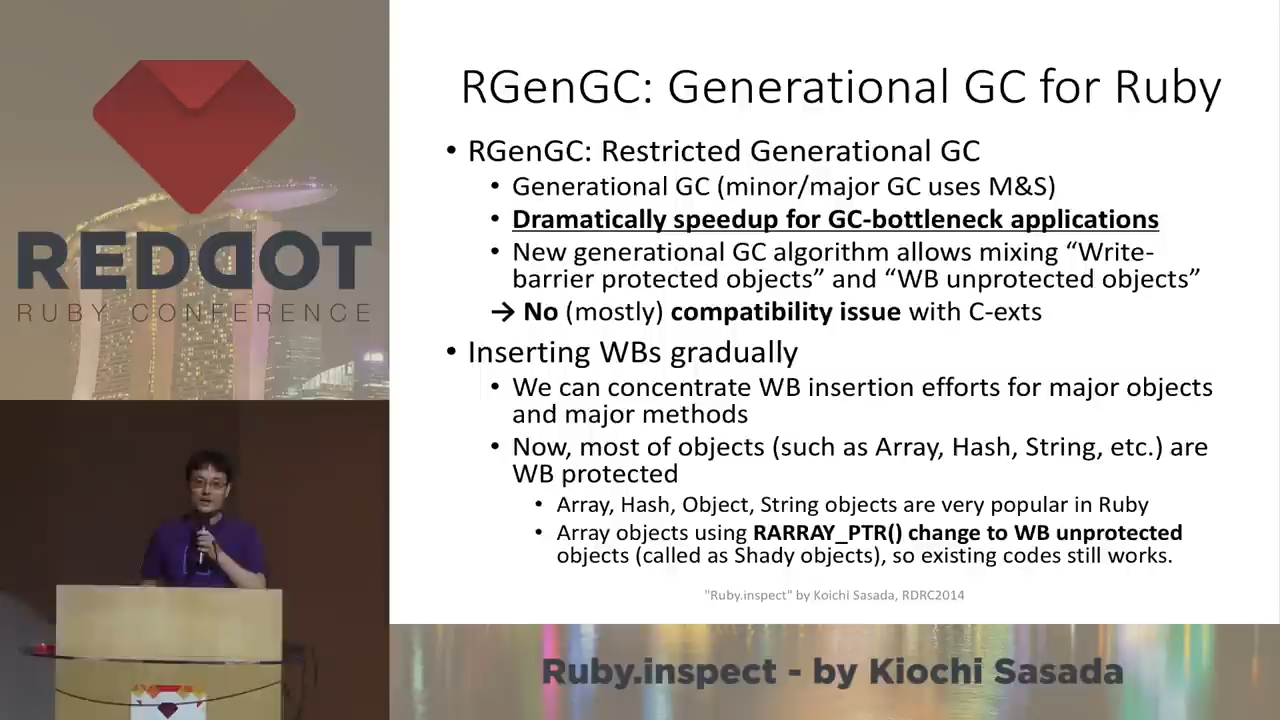 REDDOT
RUBY CONFERENCE
RGenGC: Generational GC for Ruby
• RGenGC: Restricted Generational GC
• Generational GC (minor/major GC uses M&S)
• Dramatically speedup for GC-bottleneck applications
• New generational GC algorithm allows mixing “Write-
barrier protected objects” and “WB unprotected objects”
→ No (mostly) compatibility issue with C-exts
• Inserting WBs gradually
• We can concentrate WB insertion efforts for major objects
and major methods
• Now, most of objects (such as Array, Hash, String, etc.) are
WB protected
• Array, Hash, Object, String objects are very popular in Ruby
• Array objects using RARRAY_PTR() change to WB unprotected
objects (called as Shady objects), so existing codes still works.
"Ruby.inspect" by Koichi Sasada, RDRC2014
Ruby.inspect - by Kiochi Sasada